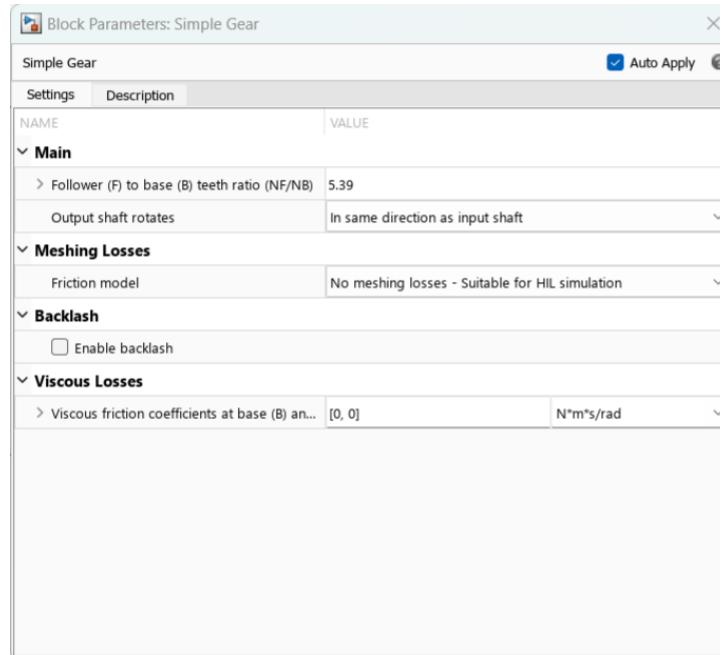 Block Parameters: Simple Gear
Simple Gear
Auto Apply
Settings Description
NAME VALUE
Main
Follower (F) to base (B) teeth ratio (NF/NB) 5.39
Output shaft rotates In same direction as input shaft
Meshing Losses
Friction model No meshing losses - Suitable for HIL simulation
Backlash
Enable backlash
Viscous Losses
Viscous friction coefficients at base (B) an... [0, 0] N*m*s/rad